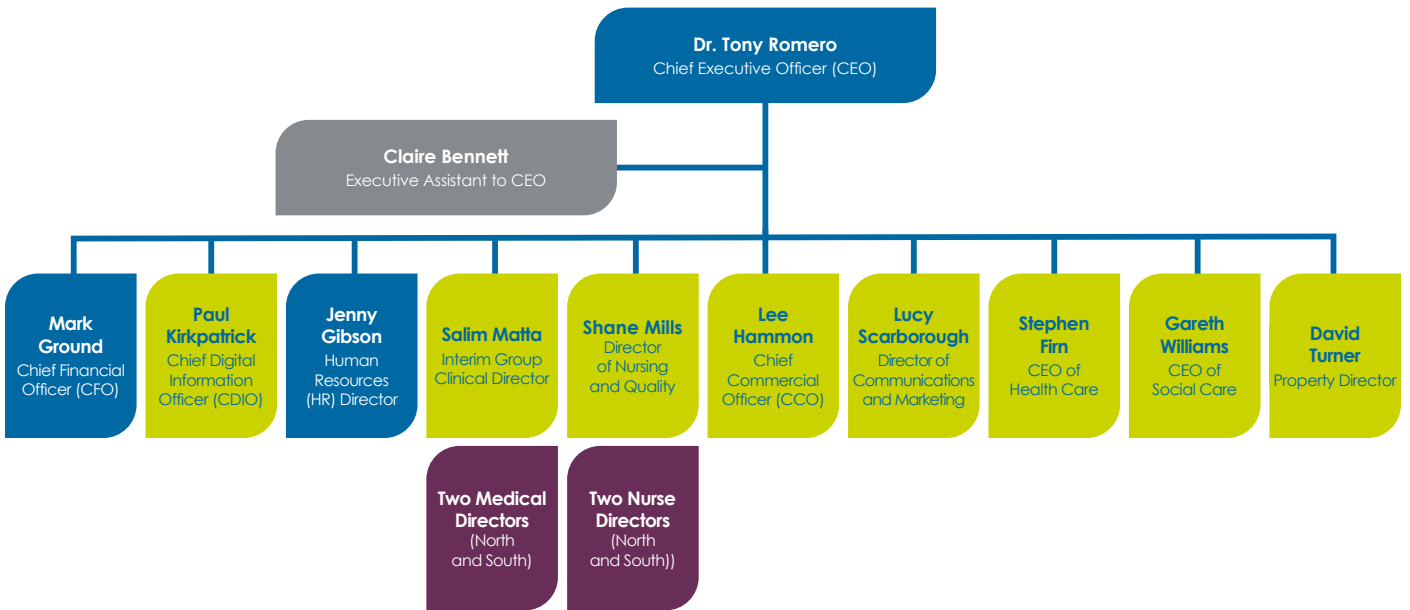 Dr. Tony Romero
Chief Executive Officer (CEO)
Claire Bennett
Executive Assistant to CEO
Mark
Ground
Chief Financial
Officer (CFO)
Paul
Kirkpatrick
Chief Digital
Information
Officer (CDIO)
Jenny
Gibson
Human
Resources
(HR) Director
Salim Matta
Interim Group
Clinical Director
Shane Mills
Director
of Nursing
and Quality
Lee
Hammon
Chief
Commercial
Officer (CCO)
Lucy
Scarborough
Director of
Communications
and Marketing
Stephen
Firn
CEO of
Health Care
Gareth
Williams
CEO of
Social Care
David
Turner
Property Director
Two Medical
Directors
(North
and South)
Two Nurse
Directors
(North
and South))